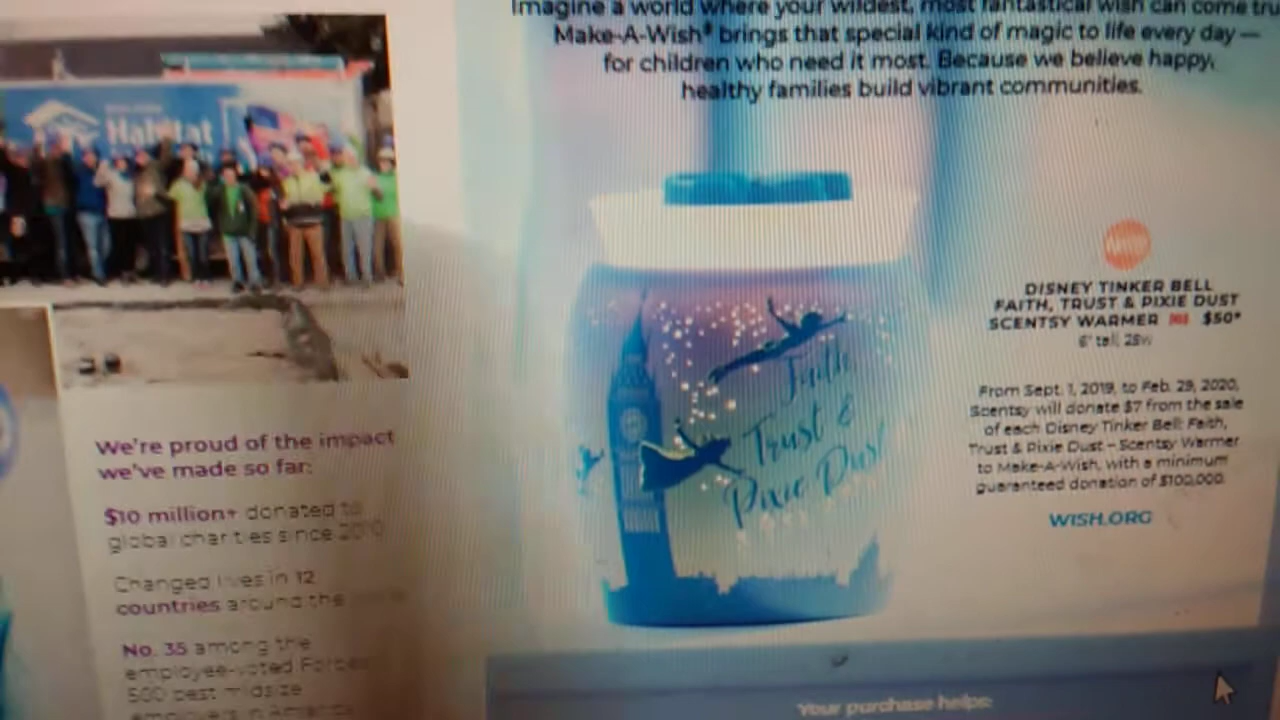 Habitat
We're proud of the impact
we've made so far:
$10 million+ donated to
global charities since 2010
Changed lives in 12
countries around the
No. 35 among the
employee-voted Forbes
500 best midsize
employers in America
Imagine a world where your wildest, most fantastical wish can come true
Make-A-Wish® brings that special kind of magic to life every day —
for children who need it most. Because we believe happy,
healthy families build vibrant communities.
Faith,
Trust &
Pixie Dust
DISNEY TINKER BELL
FAITH, TRUST & PIXIE DUST
SCENTSY WARMER $50*
6" tall, 25W
From Sept. 1, 2019, to Feb. 29, 2020,
Scentsy will donate $7 from the sale
of each Disney Tinker Bell: Faith,
Trust & Pixie Dust – Scentsy Warmer
to Make-A-Wish, with a minimum
guaranteed donation of $100,000.
WISH.ORG
Your purchase helps: